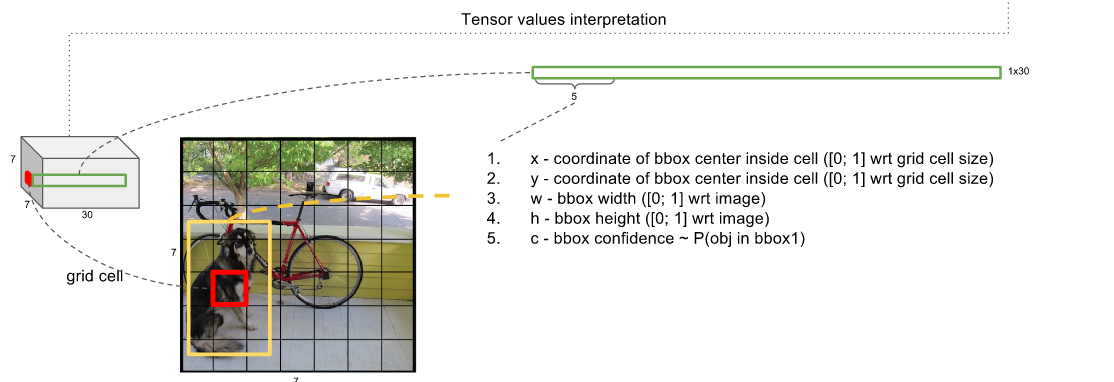 Tensor values interpretation
1x30
5
7
7
30
grid cell
7
7
1. x - coordinate of bbox center inside cell ([0; 1] wrt grid cell size)
2. y - coordinate of bbox center inside cell ([0; 1] wrt grid cell size)
3. w - bbox width ([0; 1] wrt image)
4. h - bbox height ([0; 1] wrt image)
5. c - bbox confidence ~ P(obj in bbox1)